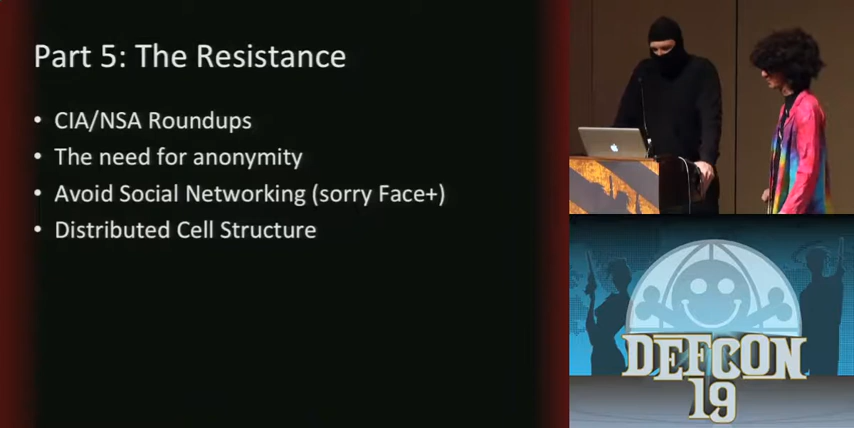 Part 5: The Resistance
• CIA/NSA Roundups
• The need for anonymity
• Avoid Social Networking (sorry Face+)
• Distributed Cell Structure
DEFCON
19